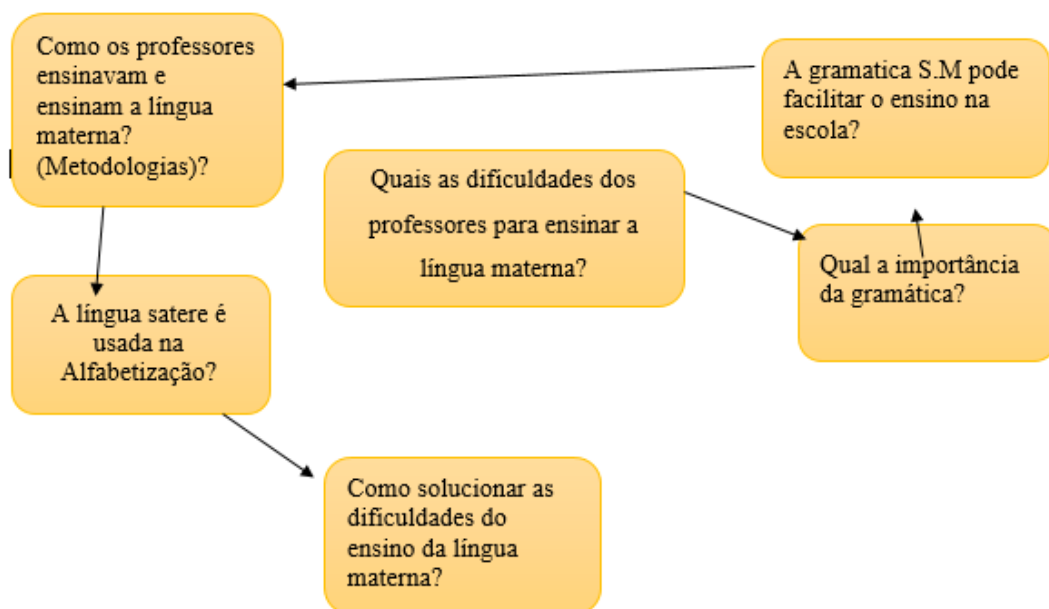 Como os professores
ensinavam e
ensinam a língua
materna?
(Metodologias)?
A gramatica S.M pode
facilitar o ensino na
escola?
Quais as dificuldades dos
professores para ensinar a
língua materna?
Qual a importância
da gramática?
A língua satere é
usada na
Alfabetização?
Como solucionar as
dificuldades do
ensino da língua
materna?